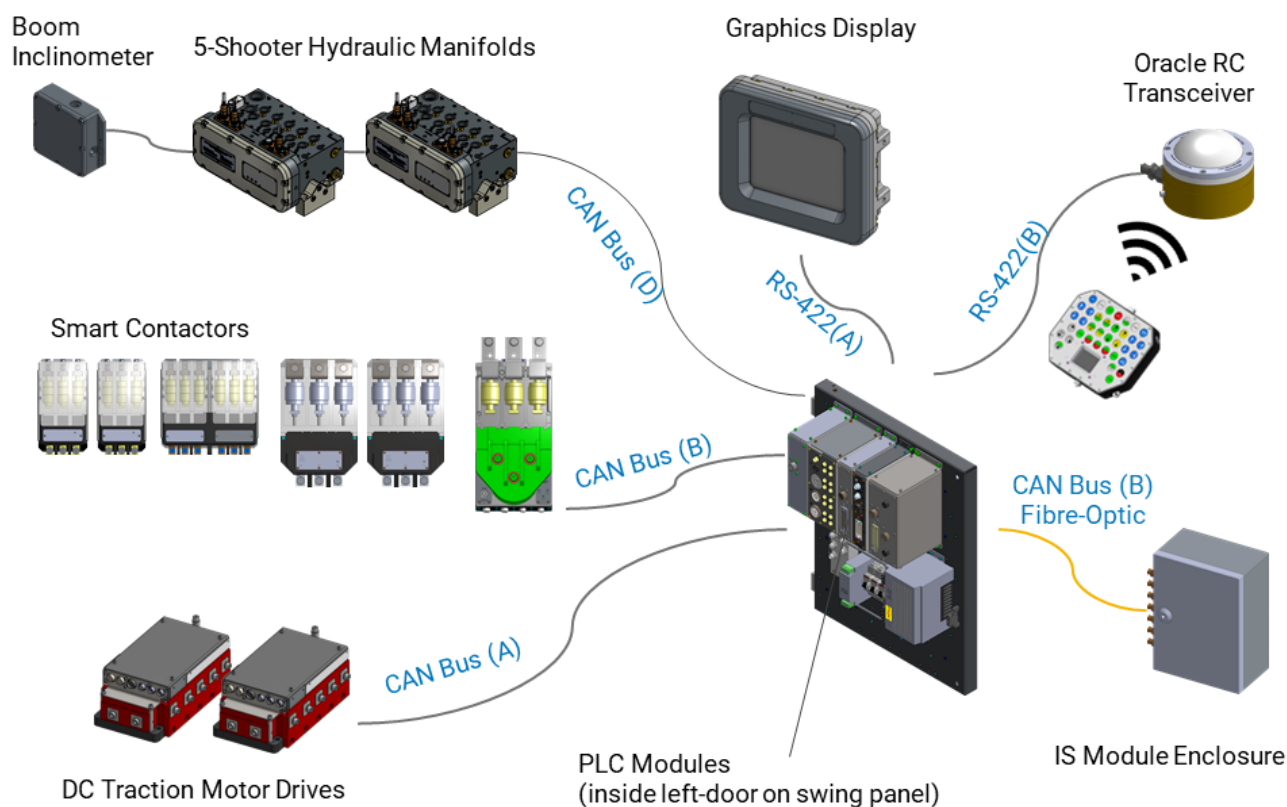 Boom
Inclinometer
5-Shooter Hydraulic Manifolds
Graphics Display
Oracle RC
Transceiver
CAN Bus (D)
RS-422(A)
RS-422(B)
Smart Contactors
CAN Bus (B)
CAN Bus (B)
Fibre-Optic
CAN Bus (A)
DC Traction Motor Drives
PLC Modules
(inside left-door on swing panel)
IS Module Enclosure